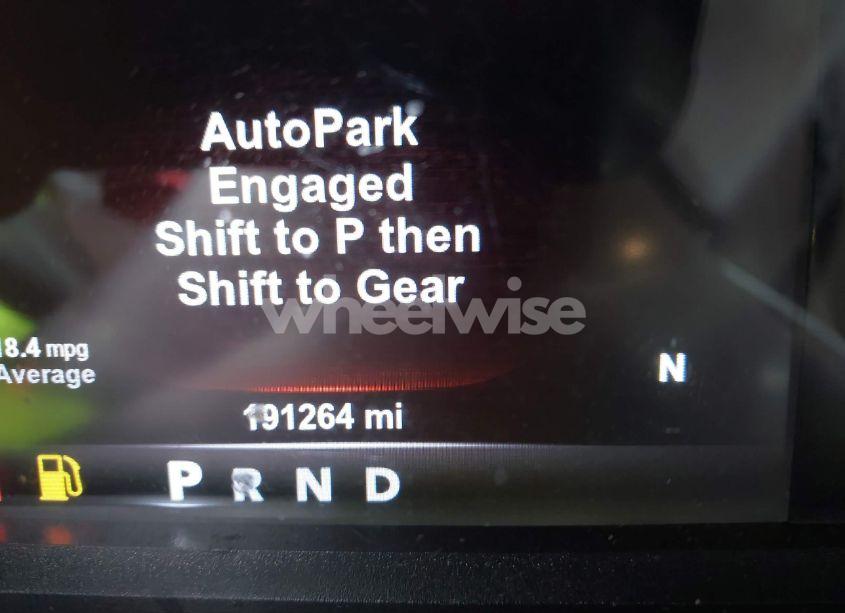 AutoPark
Engaged
Shift to P then
Shift to Gear
wheelwise
18.4 mpg
Average
N
191264 mi
P R N D